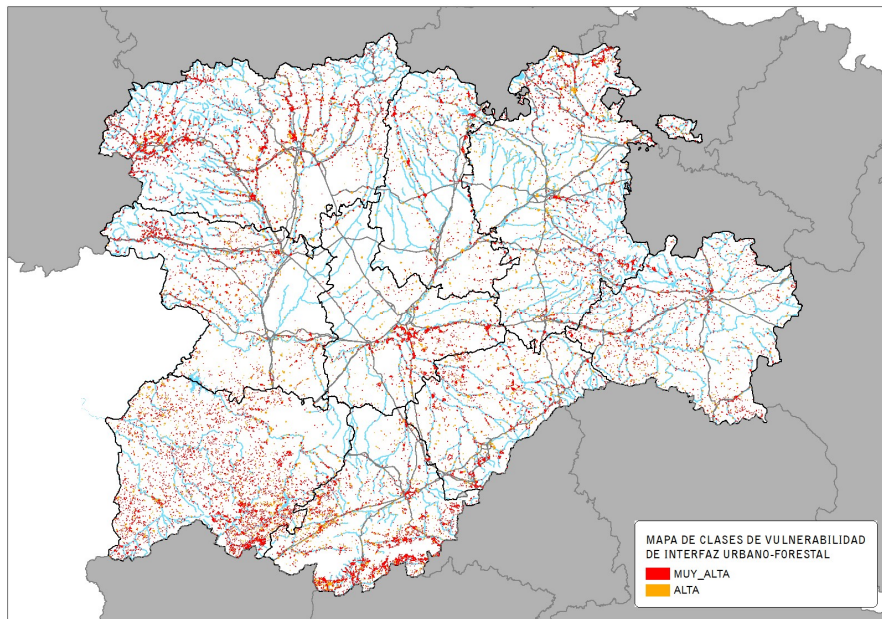 MAPA DE CLASES DE VULNERABILIDAD
DE INTERFAZ URBANO-FORESTAL
MUY_ALTA
ALTA